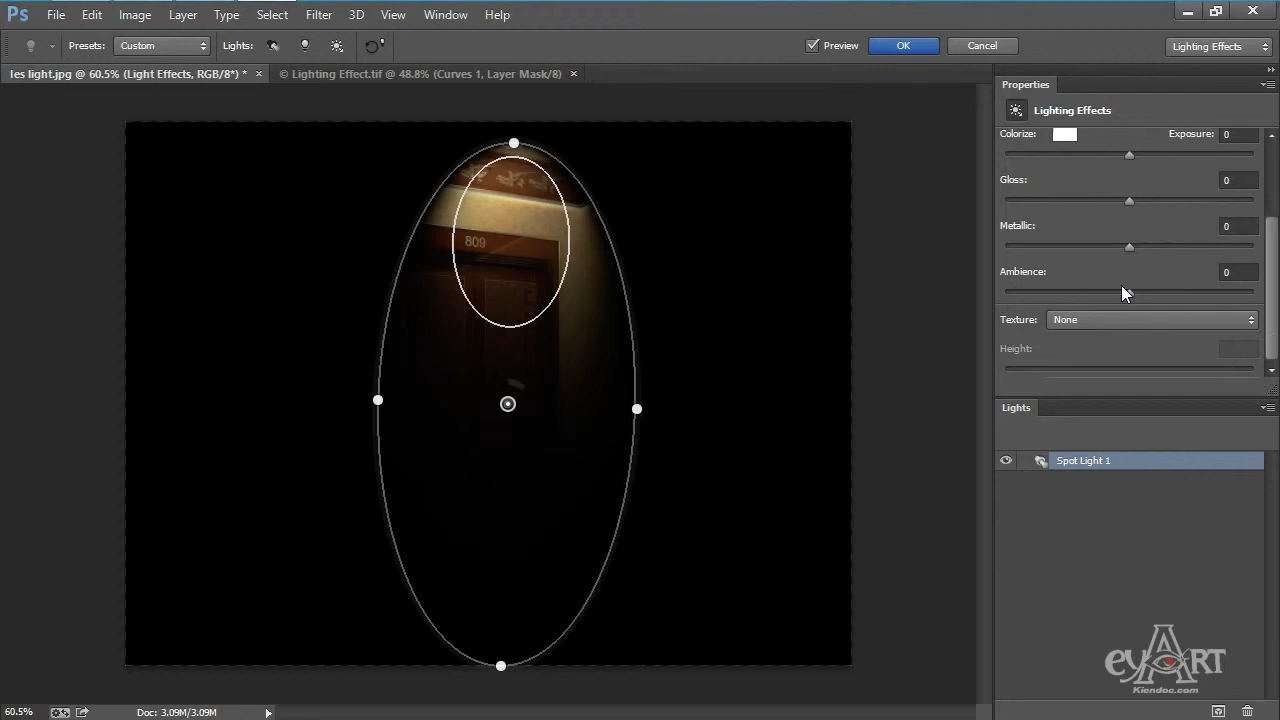 Ps File Edit Image Layer Type Select Filter 3D View Window Help
Presets: Custom Lights: Preview OK Cancel Lighting Effects
les light.jpg @ 60.5% (Light Effects, RGB/8*) * × © Lighting Effect.tif @ 48.8% (Curves 1, Layer Mask/8) ×
Properties
Lighting Effects
Colorize: Exposure: 0
Gloss: 0
Metallic: 0
Ambience: 0
Texture: None
Height:
Lights
Spot Light 1
809
eyART
Kiendoc.com
60.5% Doc: 3.09M/3.09M